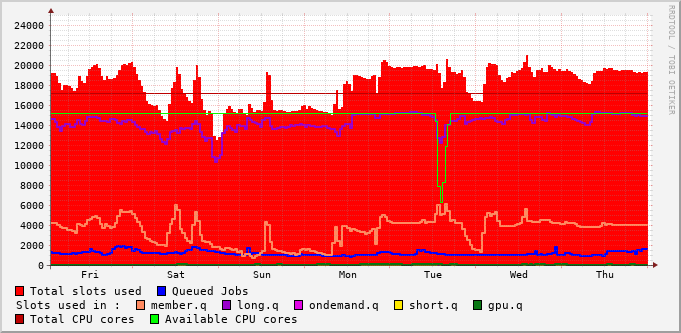 RRDTOOL / TOBI OETIKER
24000
22000
20000
18000
16000
14000
12000
10000
8000
6000
4000
2000
0
Fri Sat Sun Mon Tue Wed Thu
Total slots used Queued Jobs
Slots used in : member.q long.q ondemand.q short.q gpu.q
Total CPU cores Available CPU cores